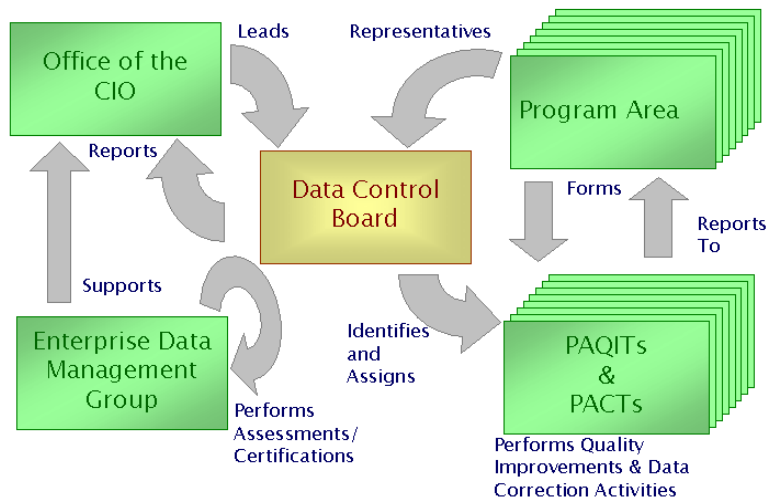 Leads
Representatives
Office of the
CIO
Program Area
Reports
Data Control
Board
Forms
Reports
To
Supports
Enterprise Data
Management
Group
Identifies
and
Assigns
PAQITs
&
PACTs
Performs
Assessments/
Certifications
Performs Quality
Improvements & Data
Correction Activities